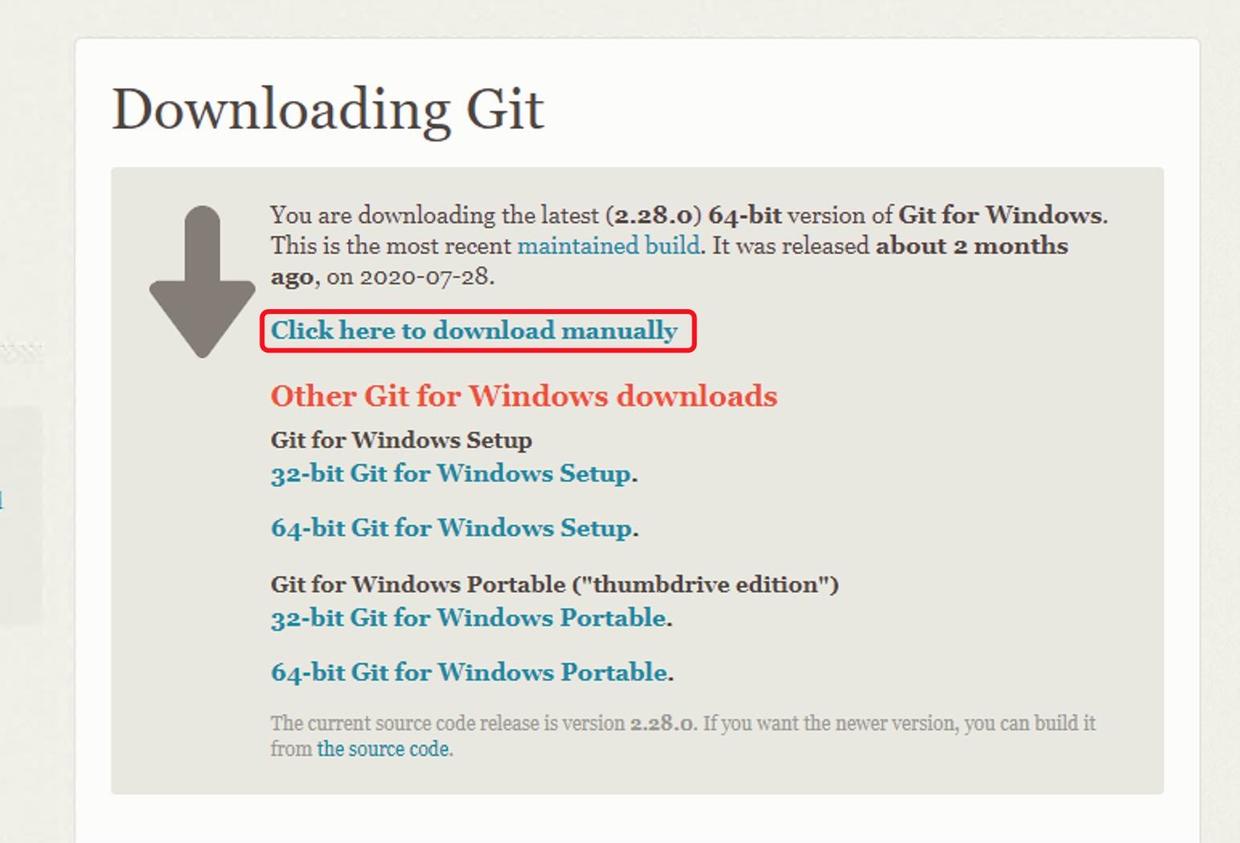 Downloading Git
You are downloading the latest (2.28.0) 64-bit version of Git for Windows.
This is the most recent maintained build. It was released about 2 months
ago, on 2020-07-28.
Click here to download manually
Other Git for Windows downloads
Git for Windows Setup
32-bit Git for Windows Setup.
64-bit Git for Windows Setup.
Git for Windows Portable ("thumbdrive edition")
32-bit Git for Windows Portable.
64-bit Git for Windows Portable.
The current source code release is version 2.28.0. If you want the newer version, you can build it
from the source code.